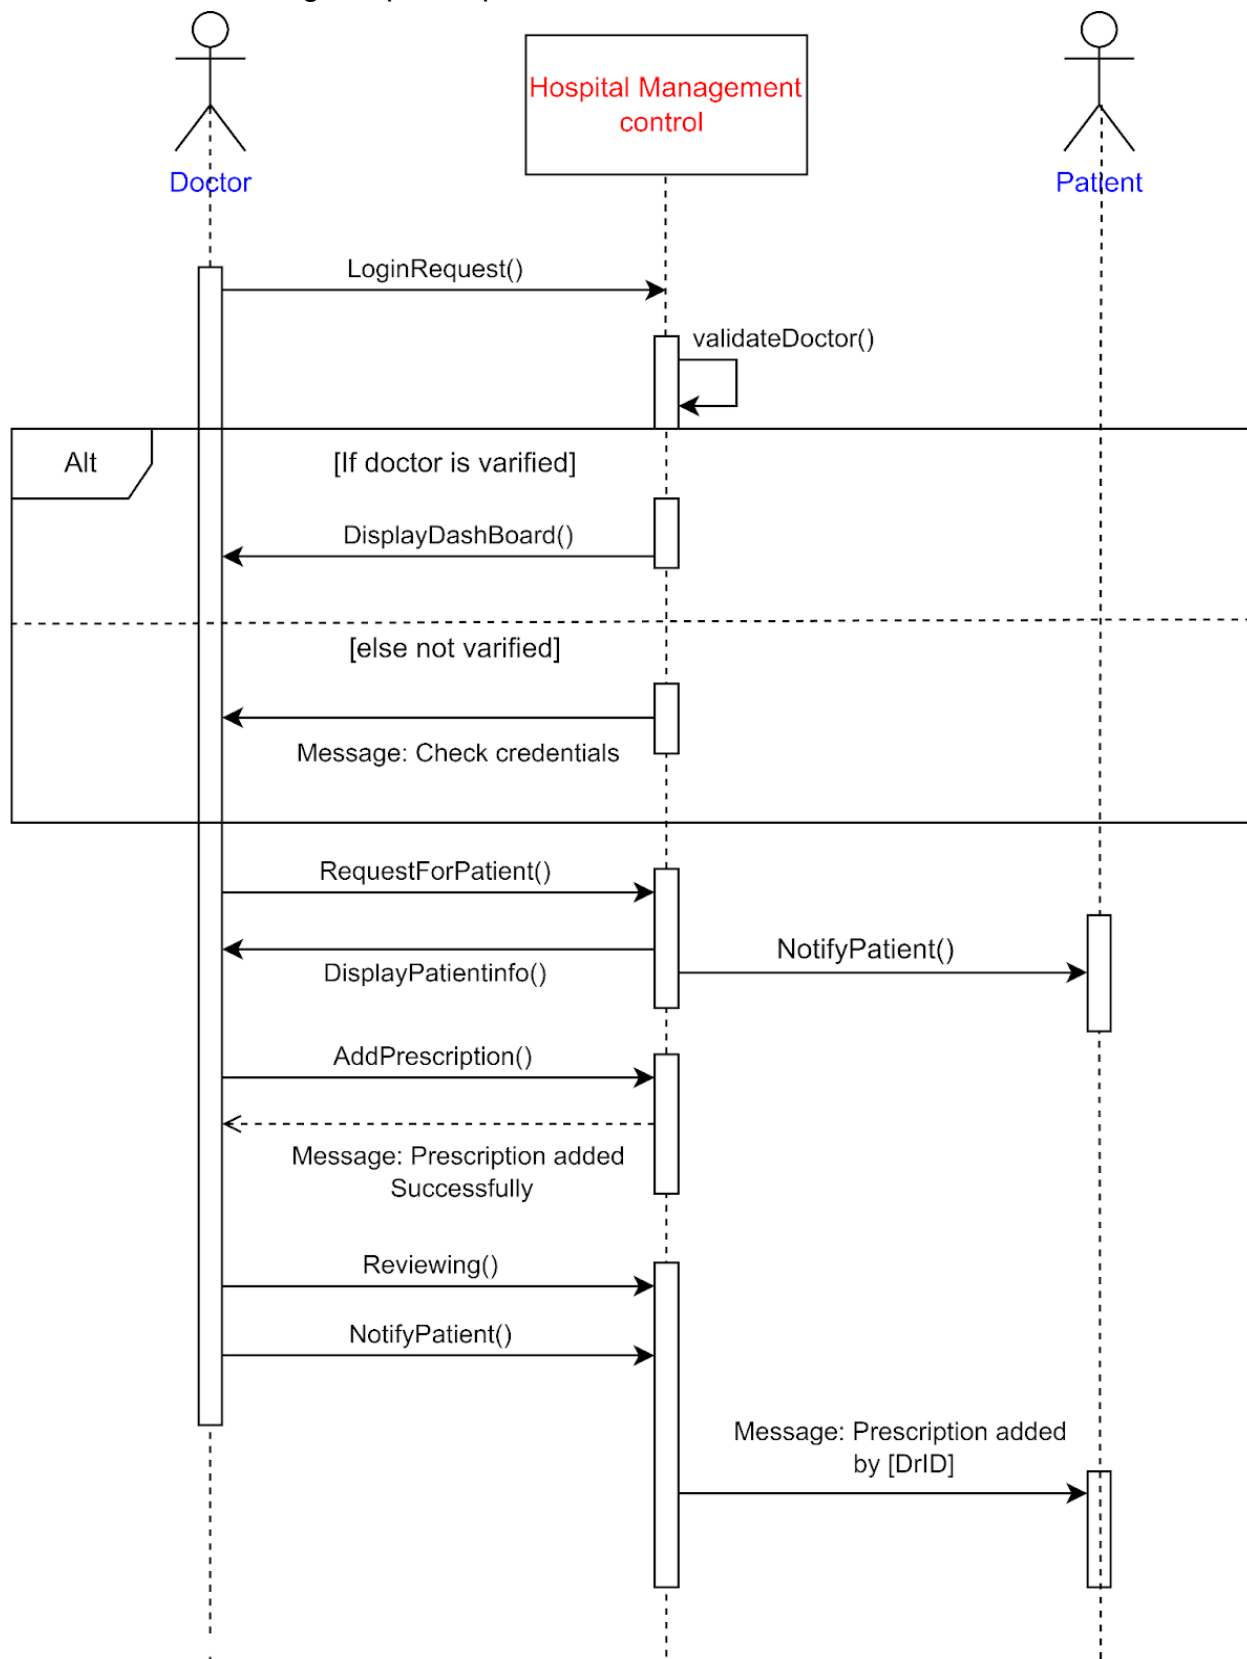 Hospital Management
control
Doctor
Patient
LoginRequest()
validateDoctor()
Alt
[If doctor is varified]
DisplayDashBoard()
[else not varified]
Message: Check credentials
RequestForPatient()
NotifyPatient()
DisplayPatientinfo()
AddPrescription()
Message: Prescription added
Successfully
Reviewing()
NotifyPatient()
Message: Prescription added
by [DrID]